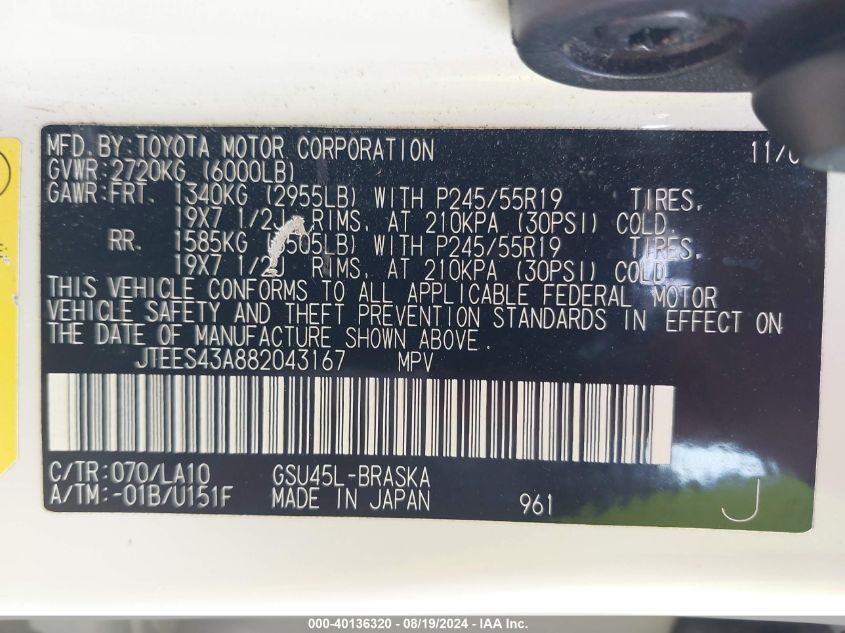 MFD. BY: TOYOTA MOTOR CORPORATION 11/0
GVWR: 2720KG (6000LB)
GAWR: FRT. 1340KG (2955LB) WITH P245/55R19 TIRES,
19X7 1/2J RIMS, AT 210KPA (30PSI) COLD.
RR. 1585KG 505LB) WITH P245/55R19 TIRES,
19X7 1/2J RIMS, AT 210KPA (30PSI) COLD.
THIS VEHICLE CONFORMS TO ALL APPLICABLE FEDERAL MOTOR
VEHICLE SAFETY AND THEFT PREVENTION STANDARDS IN EFFECT ON
THE DATE OF MANUFACTURE SHOWN ABOVE.
JTEES43A882043167 MPV
C/TR: 070/LA10 GSU45L-BRASKA
A/TM: -01B/U151F MADE IN JAPAN 961 J
000-40136320 - 08/19/2024 - IAA Inc.